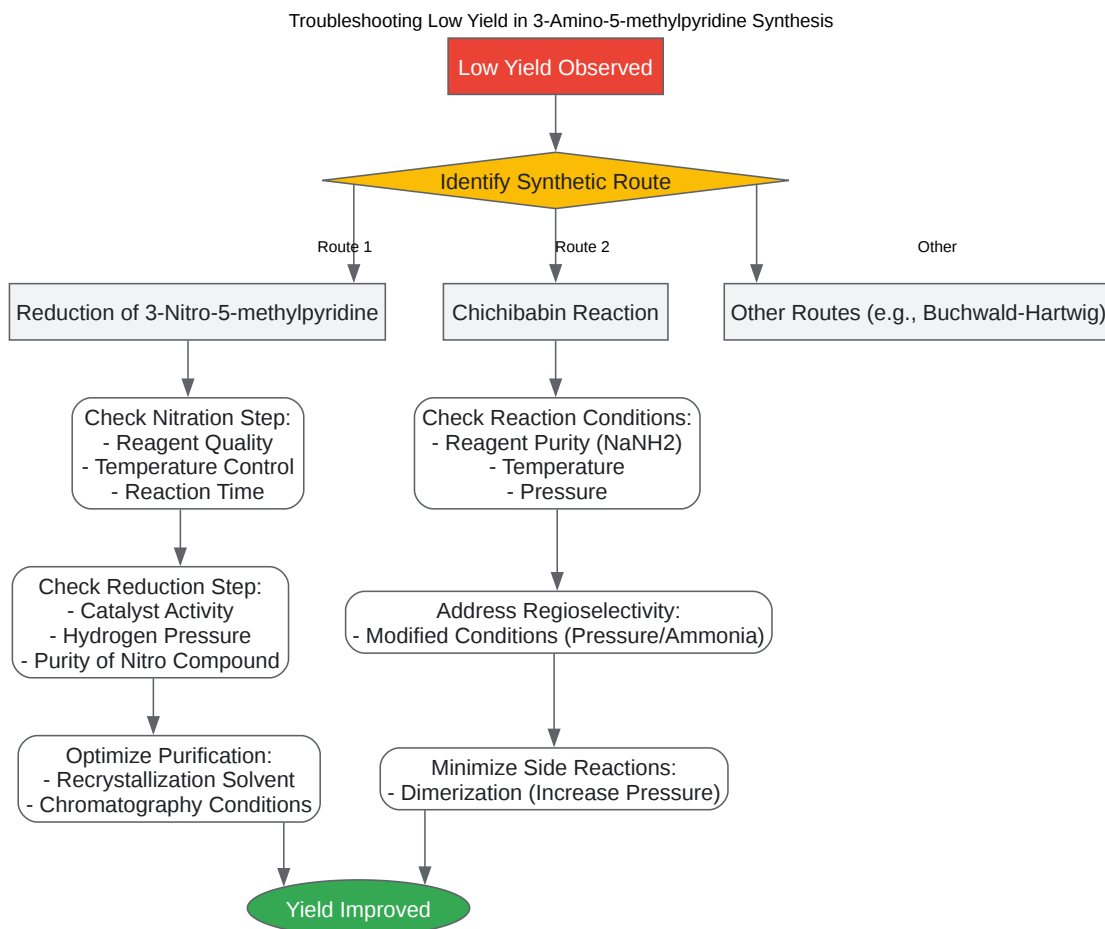 Troubleshooting Low Yield in 3-Amino-5-methylpyridine Synthesis
Low Yield Observed
Identify Synthetic Route
Route 1
Route 2
Other
Reduction of 3-Nitro-5-methylpyridine
Chichibabin Reaction
Other Routes (e.g., Buchwald-Hartwig)
Check Nitration Step:
- Reagent Quality
- Temperature Control
- Reaction Time
Check Reaction Conditions:
- Reagent Purity (NaNH2)
- Temperature
- Pressure
Check Reduction Step:
- Catalyst Activity
- Hydrogen Pressure
- Purity of Nitro Compound
Address Regioselectivity:
- Modified Conditions (Pressure/Ammonia)
Optimize Purification:
- Recrystallization Solvent
- Chromatography Conditions
Minimize Side Reactions:
- Dimerization (Increase Pressure)
Yield Improved